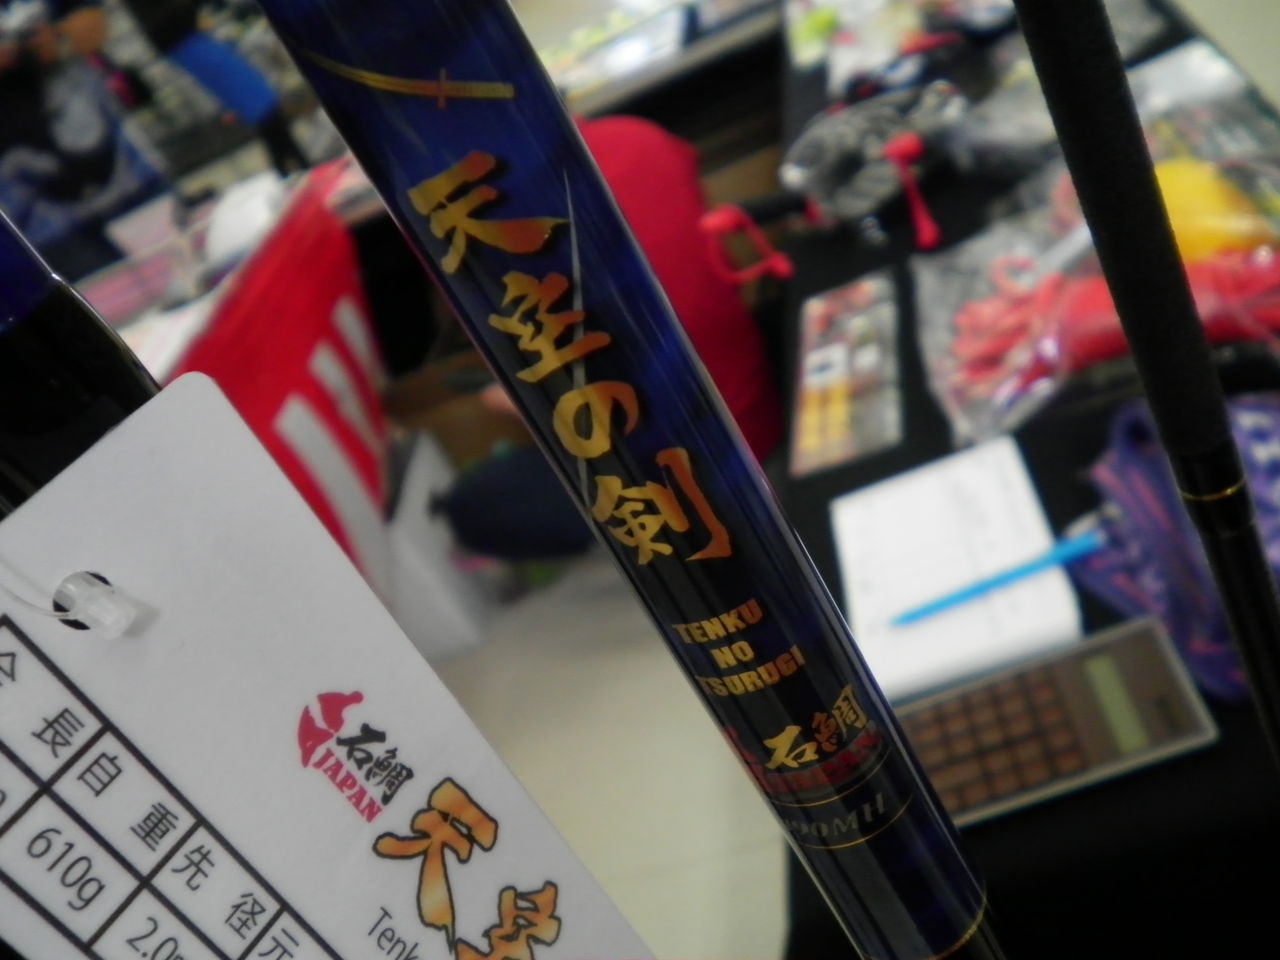 天空の剣
TENKU
NO
TSURUGI
石鯛
石鯛
JAPAN
全長
自重
先径
元
610g
天空